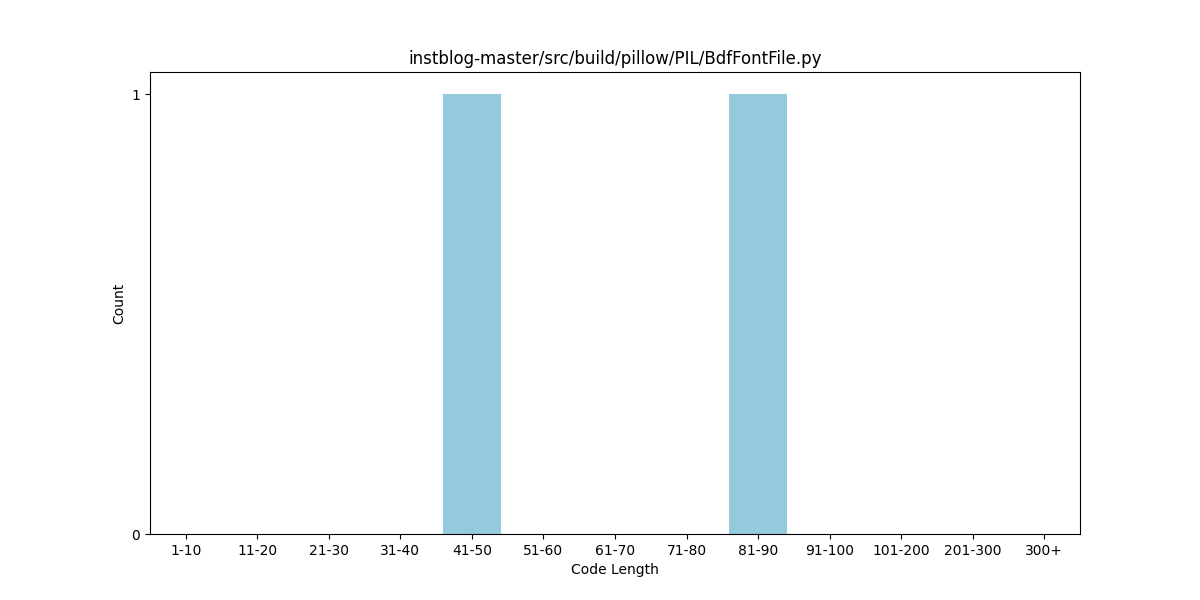 instblog-master/src/build/pillow/PIL/BdfFontFile.py
1
Count
0
1-10 11-20 21-30 31-40 41-50 51-60 61-70 71-80 81-90 91-100 101-200 201-300 300+
Code Length